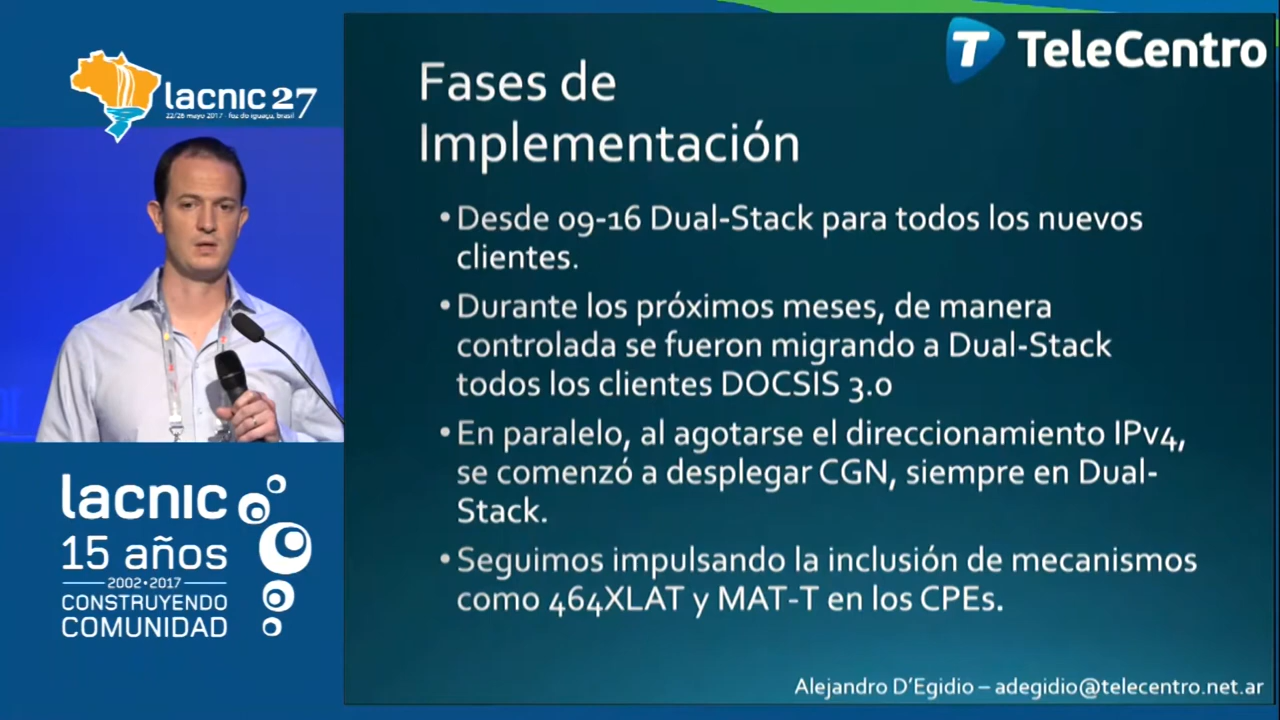 lacnic 27
22/26 mayo 2017 - foz do iguaçu, brasil
lacnic
15 años
2002•2017
CONSTRUYENDO
COMUNIDAD
TeleCentro
Fases de
Implementación
•Desde 09-16 Dual-Stack para todos los nuevos
clientes.
•Durante los próximos meses, de manera
controlada se fueron migrando a Dual-Stack
todos los clientes DOCSIS 3.0
•En paralelo, al agotarse el direccionamiento IPv4,
se comenzó a desplegar CGN, siempre en Dual-
Stack.
•Seguimos impulsando la inclusión de mecanismos
como 464XLAT y MAT-T en los CPEs.
Alejandro D'Egidio – adegidio@telecentro.net.ar